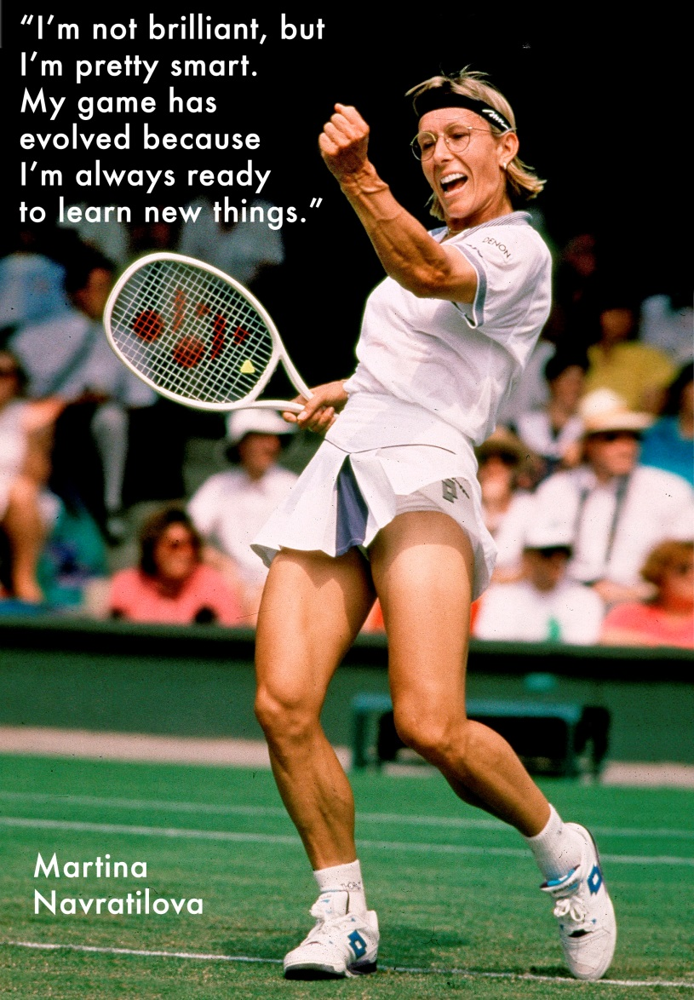 “I’m not brilliant, but
I’m pretty smart.
My game has
evolved because
I’m always ready
to learn new things.”
DENON
Martina
Navratilova